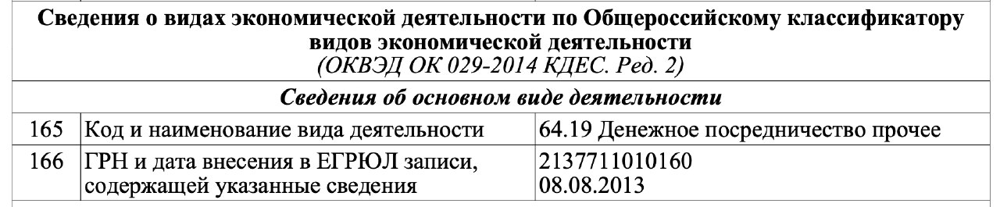 Сведения о видах экономической деятельности по Общероссийскому классификатору
видов экономической деятельности
(ОКВЭД ОК 029-2014 КДЕС. Ред. 2)
Сведения об основном виде деятельности
165 Код и наименование вида деятельности 64.19 Денежное посредничество прочее
166 ГРН и дата внесения в ЕГРЮЛ записи, 2137711010160
содержащей указанные сведения 08.08.2013